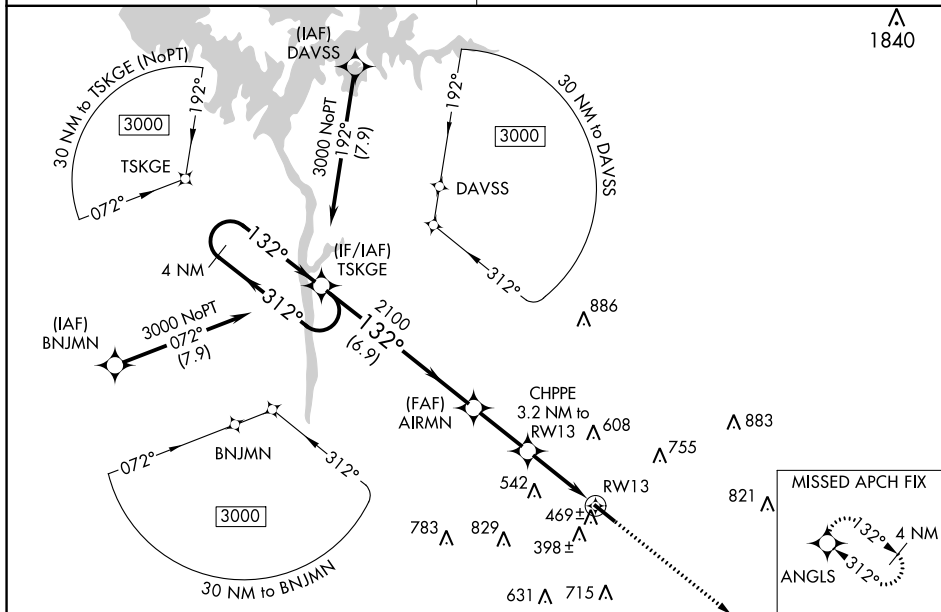 1840
(IAF)
DAVSS
3000 NoPT
192°
(7.9)
30 NM to TSKGE (NoPT)
3000
192°
TSKGE
072°
30 NM to DAVSS
192°
3000
DAVSS
312°
132°
4 NM
312°
(IF/IAF)
TSKGE
(IAF)
BNJMN
3000 NoPT
072°
(7.9)
2100
132°
(6.9)
886
(FAF)
AIRMN
CHPPE
3.2 NM to
RW13
608
883
755
072°
BNJMN
312°
3000
30 NM to BNJMN
542
RW13
469±
398±
783
829
821
631
715
MISSED APCH FIX
132°
4 NM
312°
ANGLS